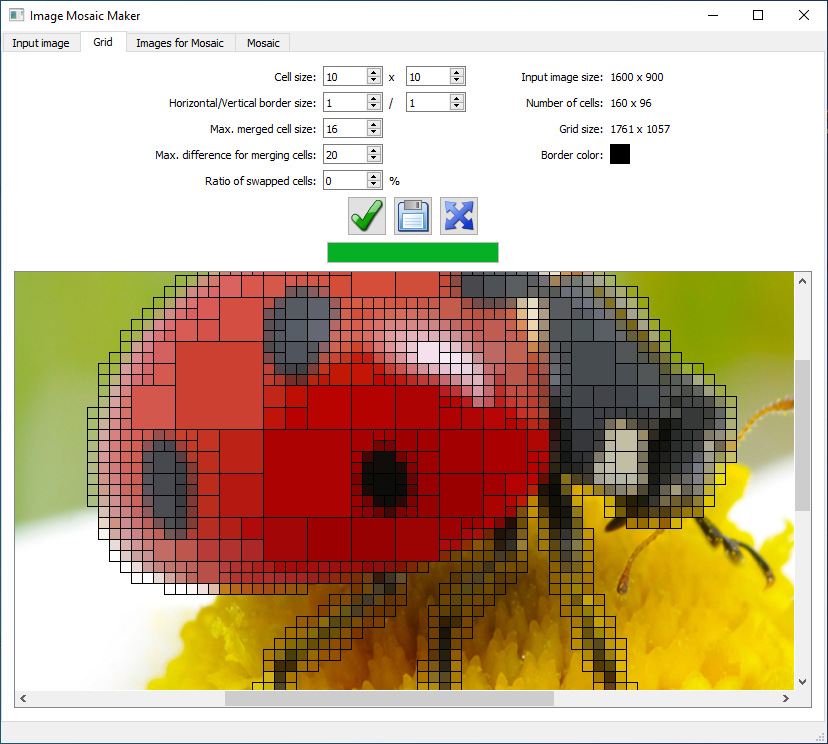 Image Mosaic Maker
Input image Grid Images for Mosaic Mosaic
Cell size: 10 x 10 Input image size: 1600 x 900
Horizontal/Vertical border size: 1 / 1 Number of cells: 160 x 96
Max. merged cell size: 16 Grid size: 1761 x 1057
Max. difference for merging cells: 20 Border color:
Ratio of swapped cells: 0 %